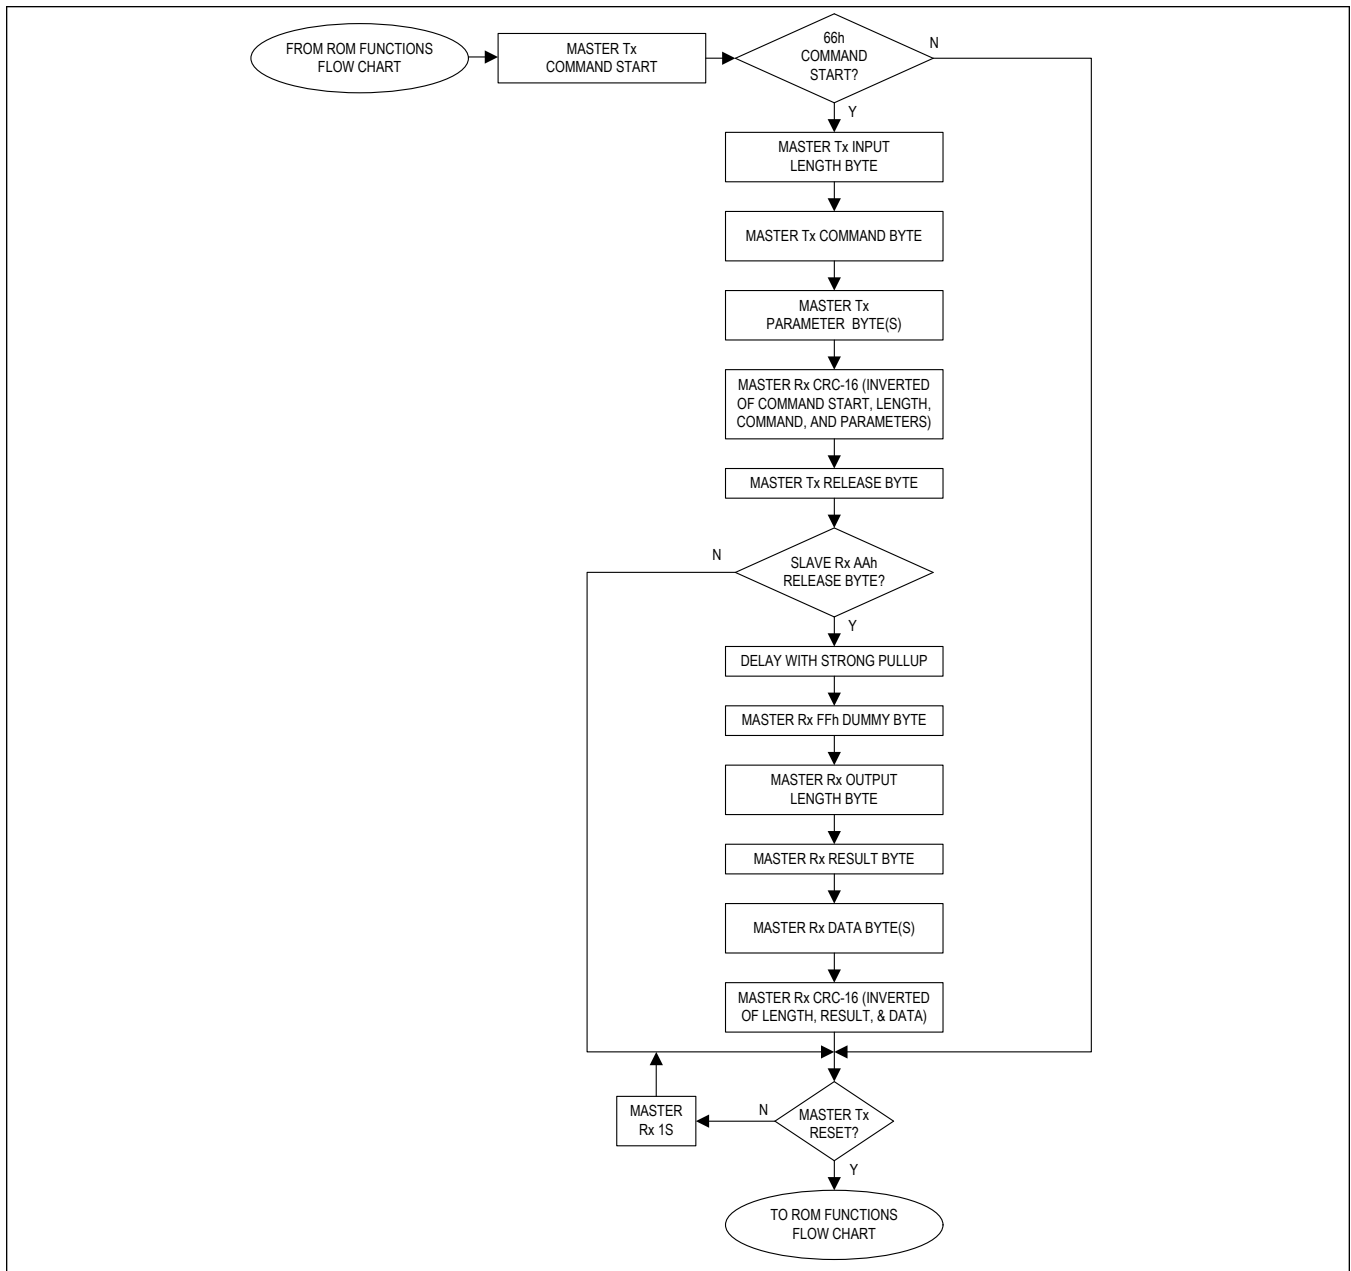 FROM ROM FUNCTIONS
FLOW CHART
MASTER Tx
COMMAND START
66h
COMMAND
START?
N
Y
MASTER Tx INPUT
LENGTH BYTE
MASTER Tx COMMAND BYTE
MASTER Tx
PARAMETER BYTE(S)
MASTER Rx CRC-16 (INVERTED
OF COMMAND START, LENGTH,
COMMAND, AND PARAMETERS)
MASTER Tx RELEASE BYTE
N
SLAVE Rx AAh
RELEASE BYTE?
Y
DELAY WITH STRONG PULLUP
MASTER Rx FFh DUMMY BYTE
MASTER Rx OUTPUT
LENGTH BYTE
MASTER Rx RESULT BYTE
MASTER Rx DATA BYTE(S)
MASTER Rx CRC-16 (INVERTED
OF LENGTH, RESULT, & DATA)
MASTER
Rx 1S
N
MASTER Tx
RESET?
Y
TO ROM FUNCTIONS
FLOW CHART